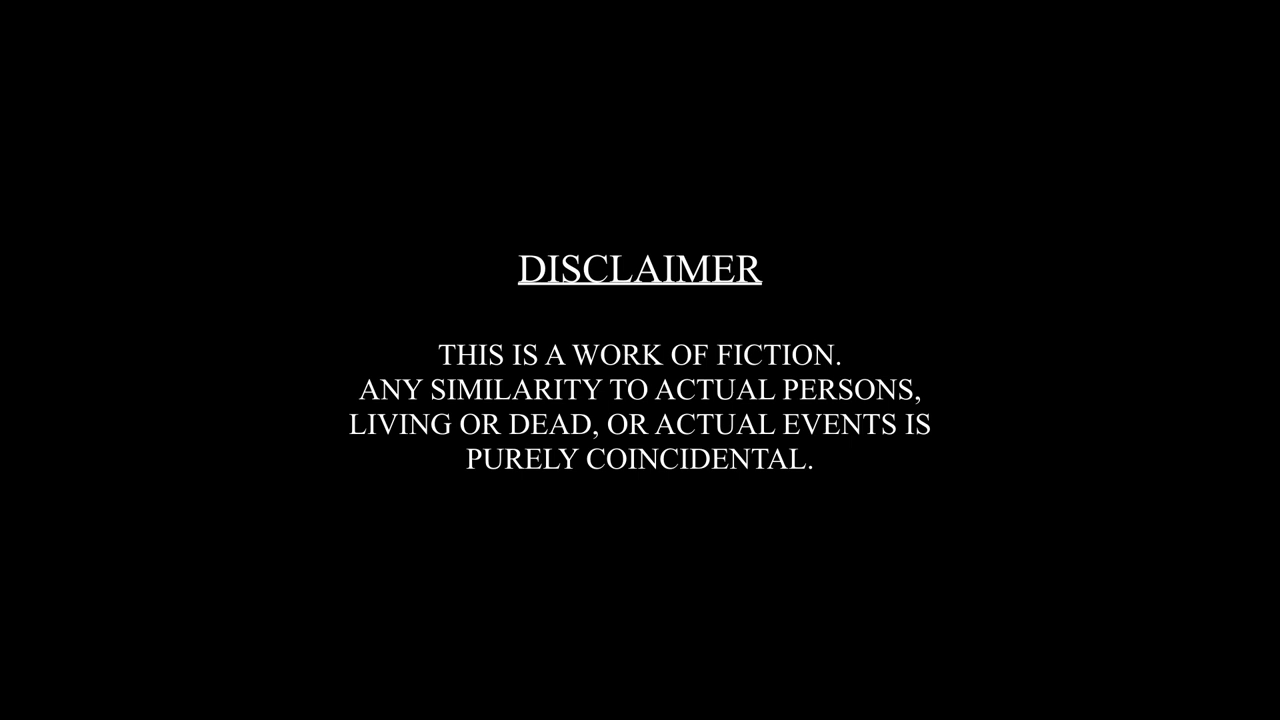 DISCLAIMER
THIS IS A WORK OF FICTION.
ANY SIMILARITY TO ACTUAL PERSONS,
LIVING OR DEAD, OR ACTUAL EVENTS IS
PURELY COINCIDENTAL.